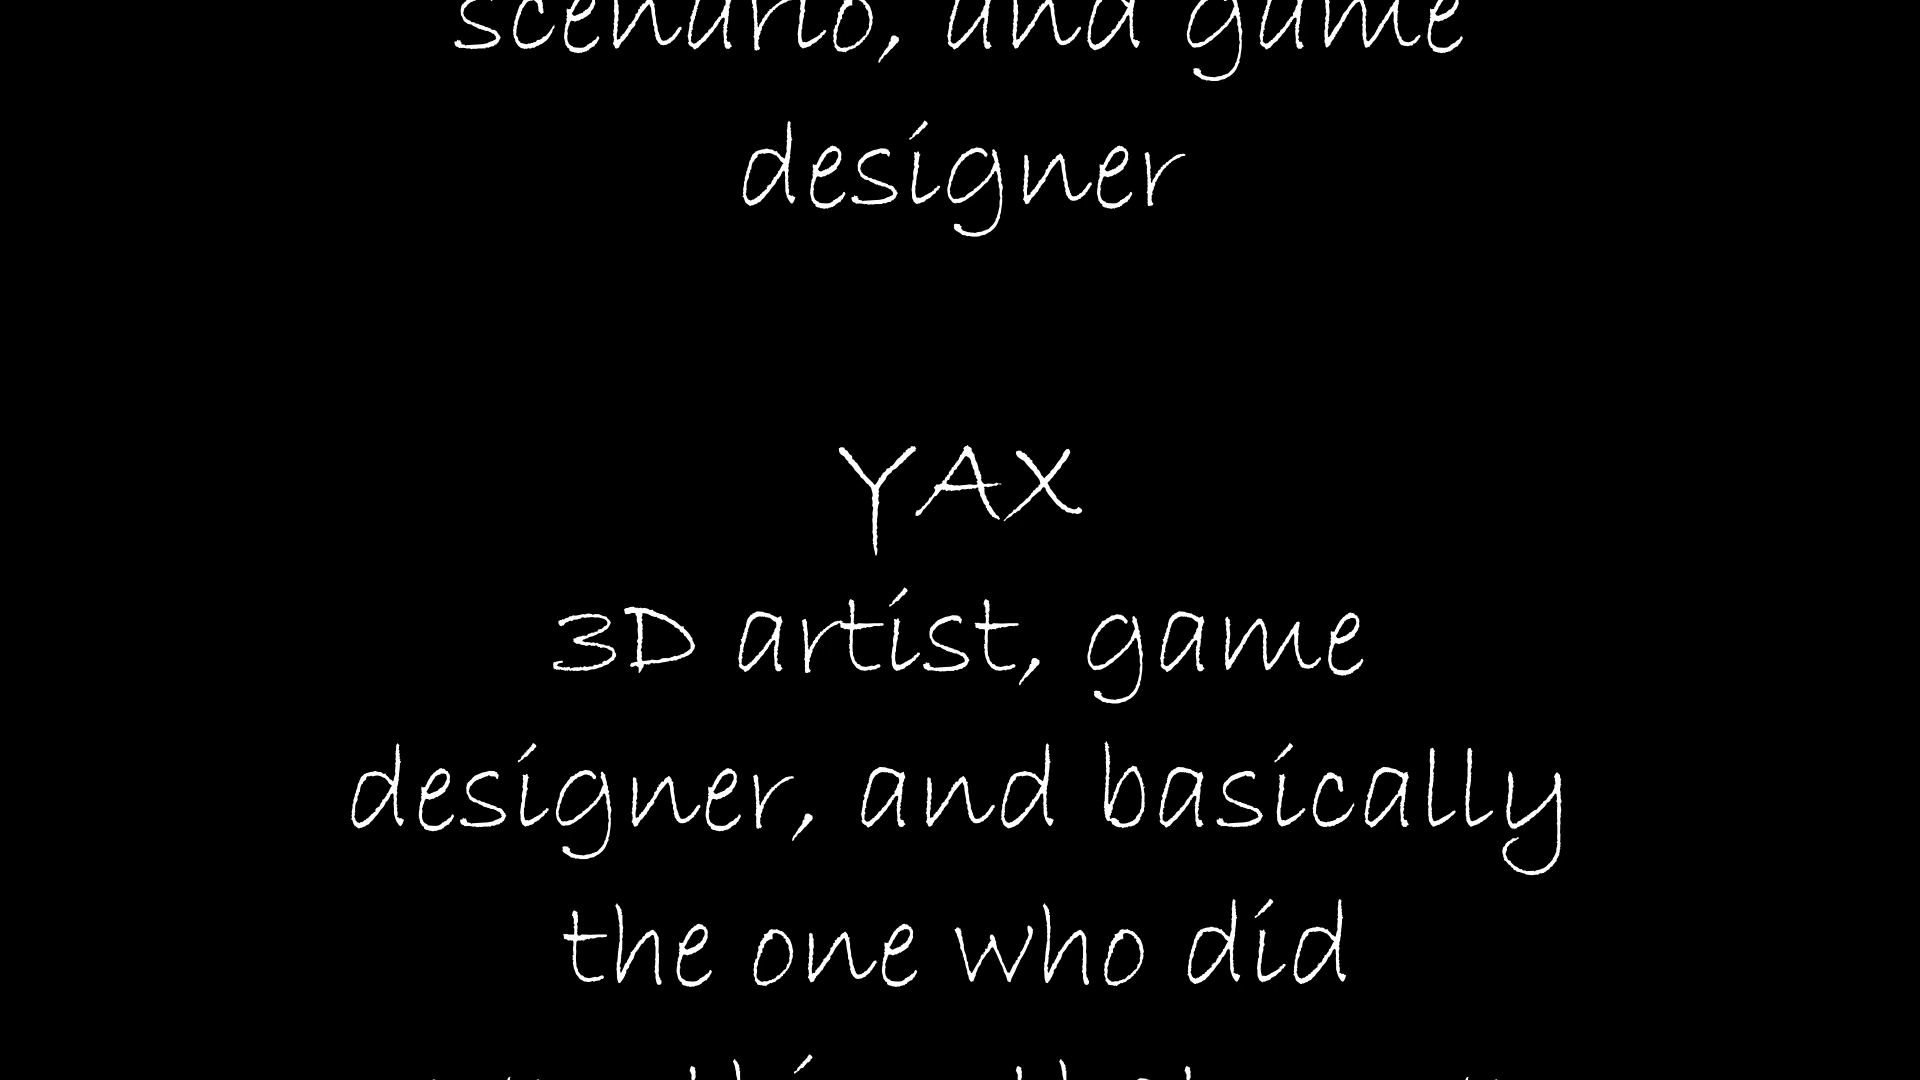 scenario, and game
designer
YAX
3D artist, game
designer, and basically
the one who did